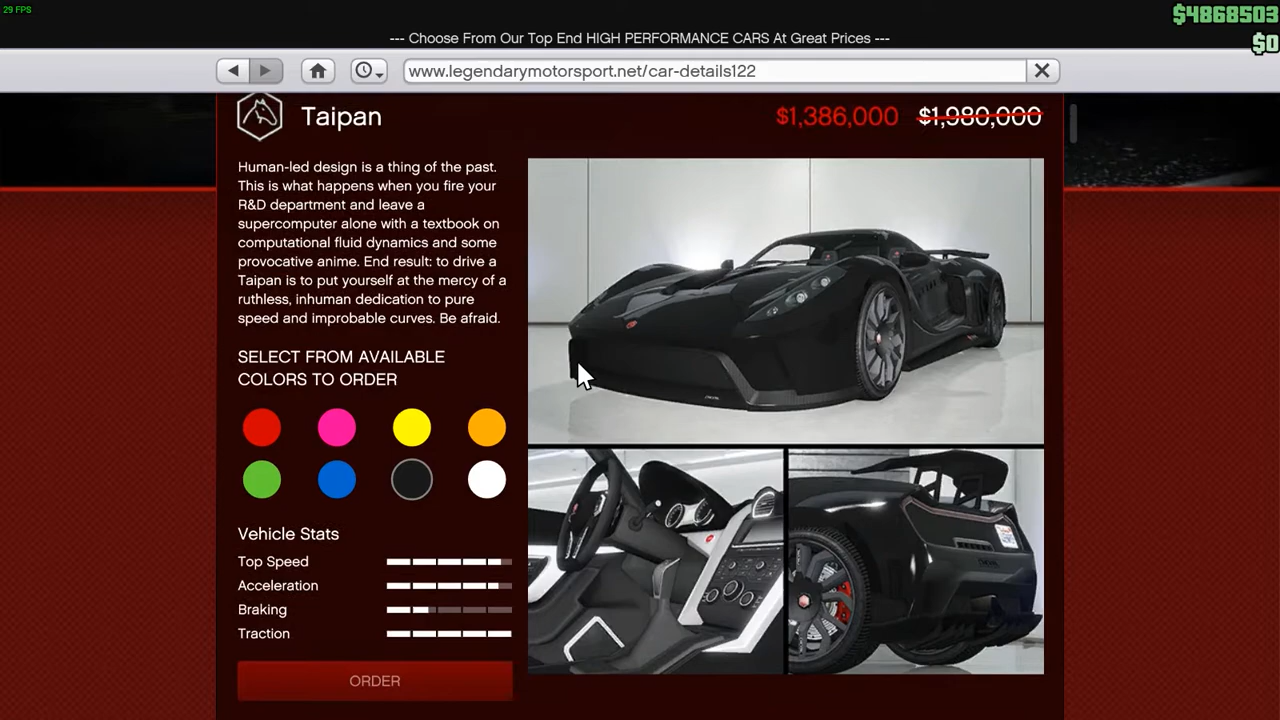 29 FPS
$4868503
$0
--- Choose From Our Top End HIGH PERFORMANCE CARS At Great Prices ---
www.legendarymotorsport.net/car-details122
Taipan
$1,386,000 $1,980,000
Human-led design is a thing of the past.
This is what happens when you fire your
R&D department and leave a
supercomputer alone with a textbook on
computational fluid dynamics and some
provocative anime. End result: to drive a
Taipan is to put yourself at the mercy of a
ruthless, inhuman dedication to pure
speed and improbable curves. Be afraid.
SELECT FROM AVAILABLE
COLORS TO ORDER
Vehicle Stats
Top Speed
Acceleration
Braking
Traction
ORDER